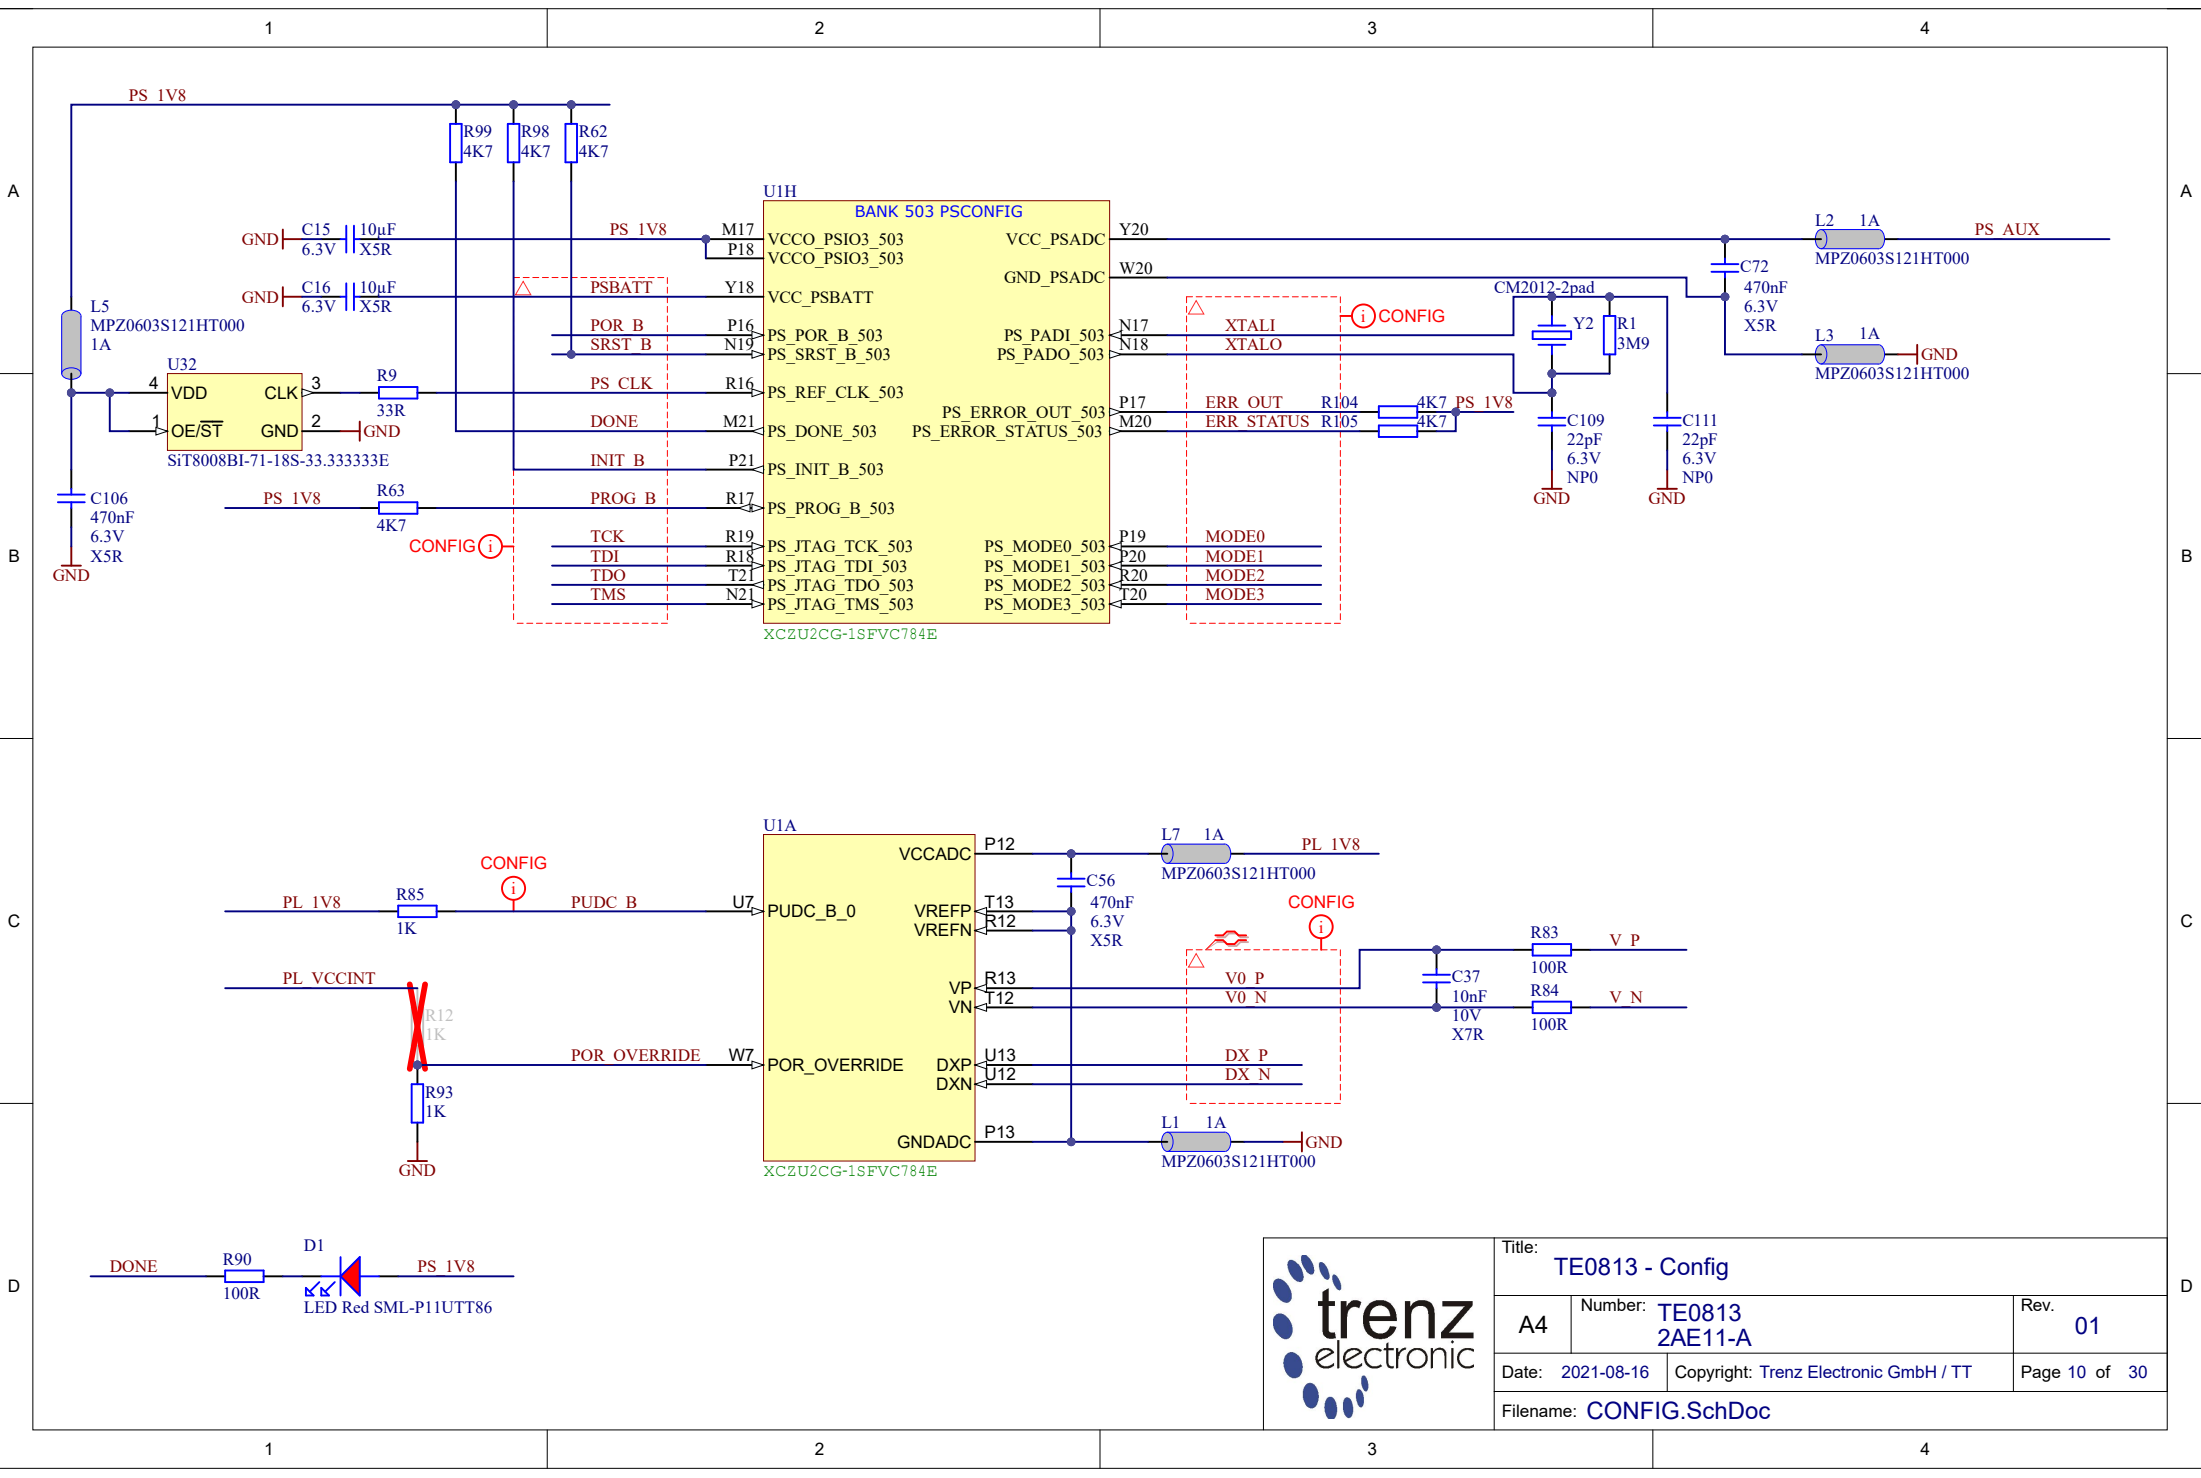 1 2 3 4
A A
B B
C C
D D
PS_1V8
R99 4K7
R98 4K7
R62 4K7
GND C15 10µF 6.3V X5R
PS_1V8
GND C16 10µF 6.3V X5R
PSBATT
L5
MPZ0603S121HT000
1A
POR_B
SRST_B
U32
4 VDD CLK 3
1 OE/ST GND 2 GND
SiT8008BI-71-18S-33.333333E
R9
33R
PS_CLK
DONE
INIT_B
C106
470nF
6.3V
X5R
GND
PS_1V8 R63 PROG_B
4K7
CONFIG i
TCK
TDI
TDO
TMS
U1H
BANK 503 PSCONFIG
M17 VCCO_PSIO3_503
P18 VCCO_PSIO3_503
Y18 VCC_PSBATT
P16 PS_POR_B_503
N19 PS_SRST_B_503
R16 PS_REF_CLK_503
M21 PS_DONE_503
P21 PS_INIT_B_503
R17 PS_PROG_B_503
R19 PS_JTAG_TCK_503
R18 PS_JTAG_TDI_503
T21 PS_JTAG_TDO_503
N21 PS_JTAG_TMS_503
VCC_PSADC Y20
GND_PSADC W20
PS_PADI_503 N17 XTALI
PS_PADO_503 N18 XTALO
PS_ERROR_OUT_503 P17 ERR_OUT R104 4K7 PS_1V8
PS_ERROR_STATUS_503 M20 ERR_STATUS R105 4K7
PS_MODE0_503 P19 MODE0
PS_MODE1_503 P20 MODE1
PS_MODE2_503 R20 MODE2
PS_MODE3_503 T20 MODE3
XCZU2CG-1SFVC784E
i CONFIG
CM2012-2pad
Y2
R1
3M9
L2 1A PS_AUX
MPZ0603S121HT000
C72
470nF
6.3V
X5R
L3 1A GND
MPZ0603S121HT000
C109
22pF
6.3V
NP0
GND
C111
22pF
6.3V
NP0
GND
CONFIG
i
PL_1V8 R85 PUDC_B
1K
PL_VCCINT
R12
1K
POR_OVERRIDE
R93
1K
GND
U1A
U7 PUDC_B_0
W7 POR_OVERRIDE
VCCADC P12
VREFP T13
VREFN R12
VP R13
VN T12
DXP U13
DXN U12
GNDADC P13
XCZU2CG-1SFVC784E
L7 1A PL_1V8
MPZ0603S121HT000
C56
470nF
6.3V
X5R
CONFIG
i
V0_P
V0_N
DX_P
DX_N
C37
10nF
10V
X7R
R83 V_P
100R
R84 V_N
100R
L1 1A GND
MPZ0603S121HT000
DONE R90 D1 PS_1V8
100R
LED Red SML-P11UTT86
trenz
electronic
Title:
TE0813 - Config
A4 Number: TE0813
2AE11-A
Rev.
01
Date: 2021-08-16 Copyright: Trenz Electronic GmbH / TT Page 10 of 30
Filename: CONFIG.SchDoc
1 2 3 4